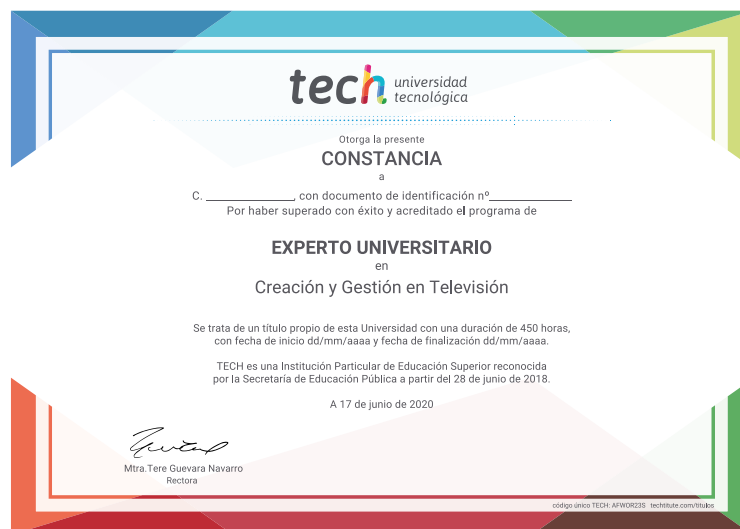 tech universidad
tecnológica
Otorga la presente
CONSTANCIA
a
C. ______________, con documento de identificación nº_____________
Por haber superado con éxito y acreditado el programa de
EXPERTO UNIVERSITARIO
en
Creación y Gestión en Televisión
Se trata de un título propio de esta Universidad con una duración de 450 horas,
con fecha de inicio dd/mm/aaaa y fecha de finalización dd/mm/aaaa.
TECH es una Institución Particular de Educación Superior reconocida
por la Secretaría de Educación Pública a partir del 28 de junio de 2018.
A 17 de junio de 2020
Mtra.Tere Guevara Navarro
Rectora
código único TECH: AFWOR23S techtitute.com/titulos